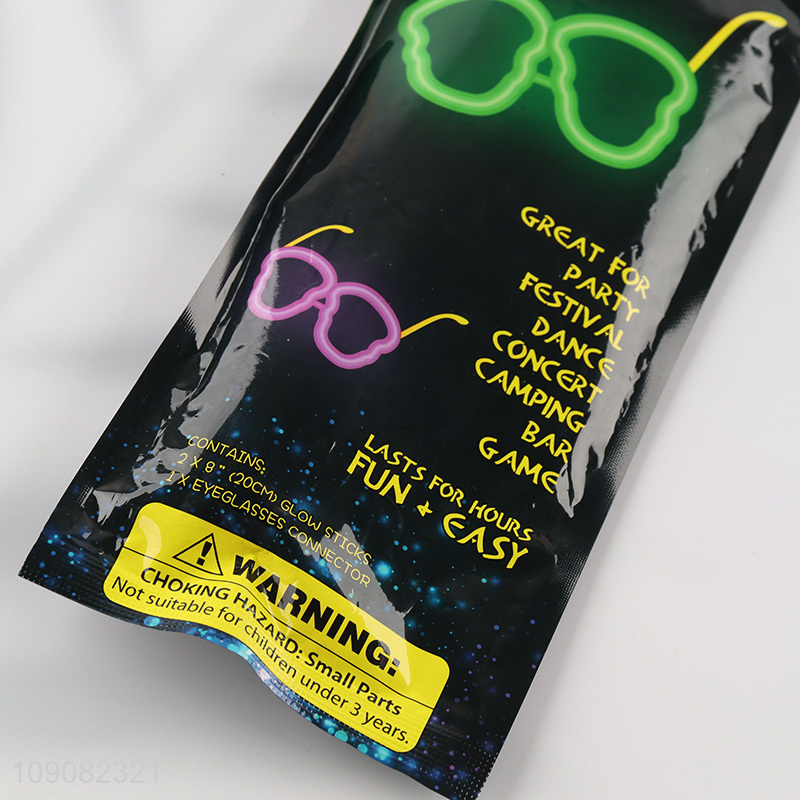 GREAT FOR
PARTY
FESTIVAL
DANCE
CONCERT
CAMPING
BAR
GAME
LASTS FOR HOURS
FUN + EASY
CONTAINS:
2 X 8" (20CM) GLOW STICKS
1 X EYEGLASSES CONNECTOR
WARNING:
CHOKING HAZARD: Small Parts
Not suitable for children under 3 years.
109082321